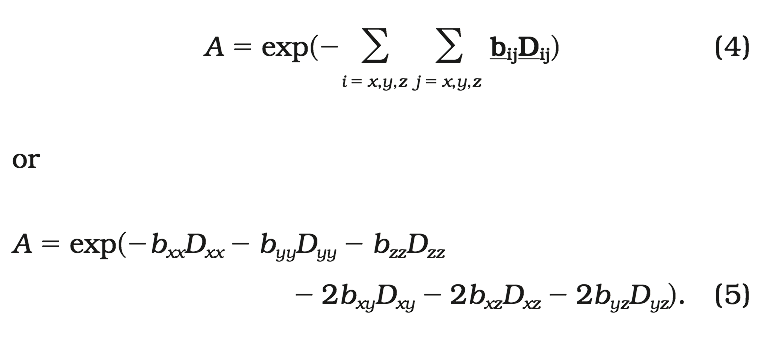 A = exp(− ∑ ∑ b_ij D_ij) (4)
i = x,y,z j = x,y,z
or
A = exp(−b_xx D_xx − b_yy D_yy − b_zz D_zz
− 2b_xy D_xy − 2b_xz D_xz − 2b_yz D_yz). (5)